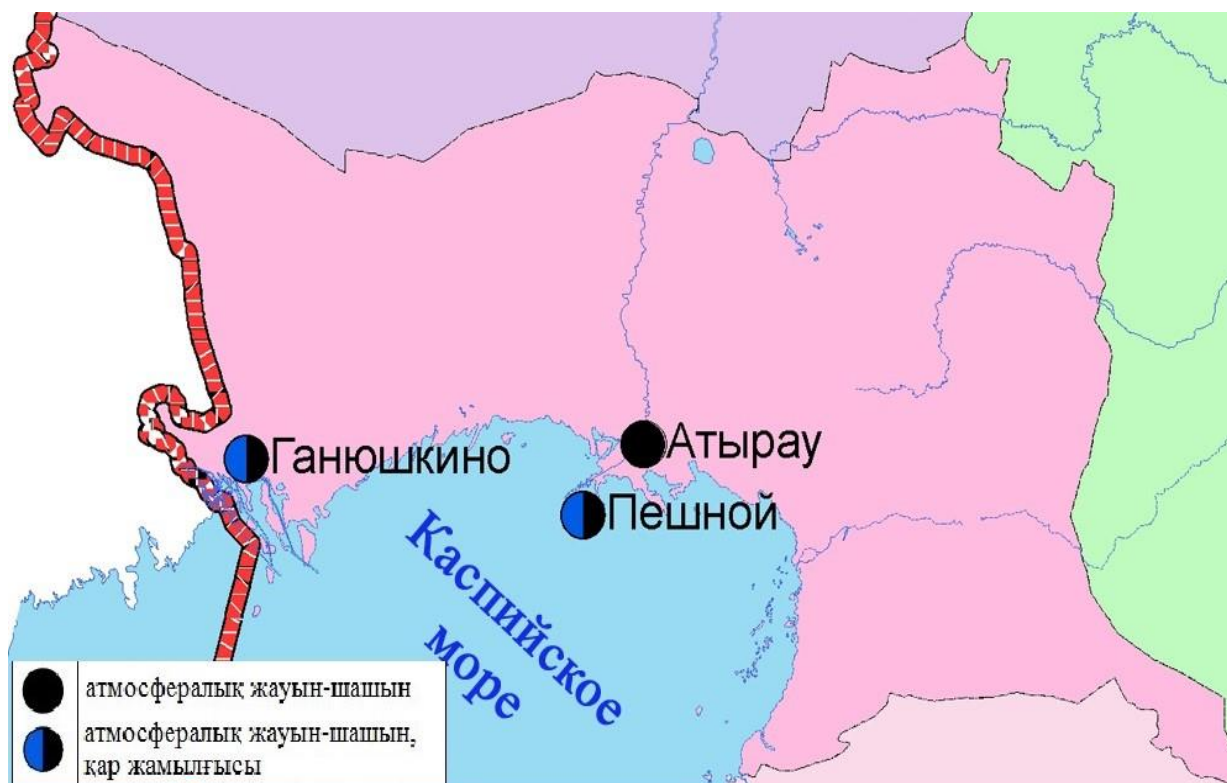 Ганюшкино
Атырау
Пешной
Каспийское
море
атмосфералық жауын-шашын
атмосфералық жауын-шашын,
қар жамылғысы